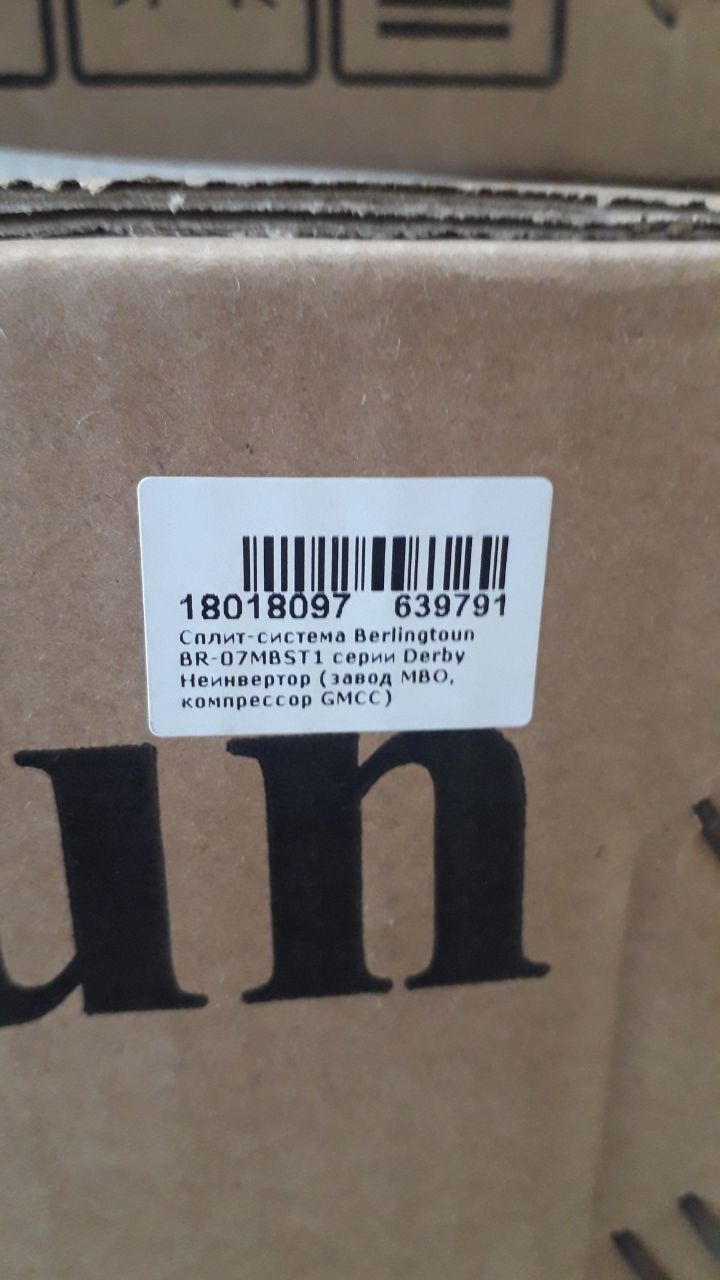 18018097 639791
Сплит-система Berlingtoun
BR-07MBST1 серии Derby
Неинвертор (завод MBO,
компрессор GMCC)
un